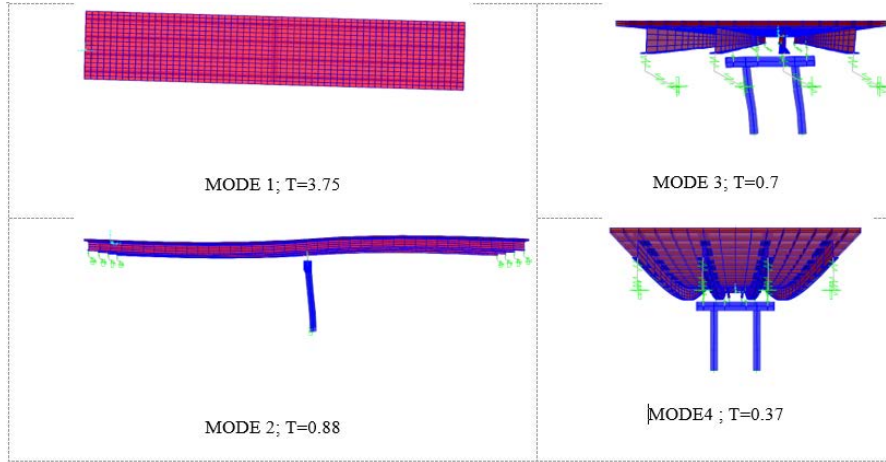 MODE 1; T=3.75
MODE 3; T=0.7
MODE 2; T=0.88
MODE4 ; T=0.37